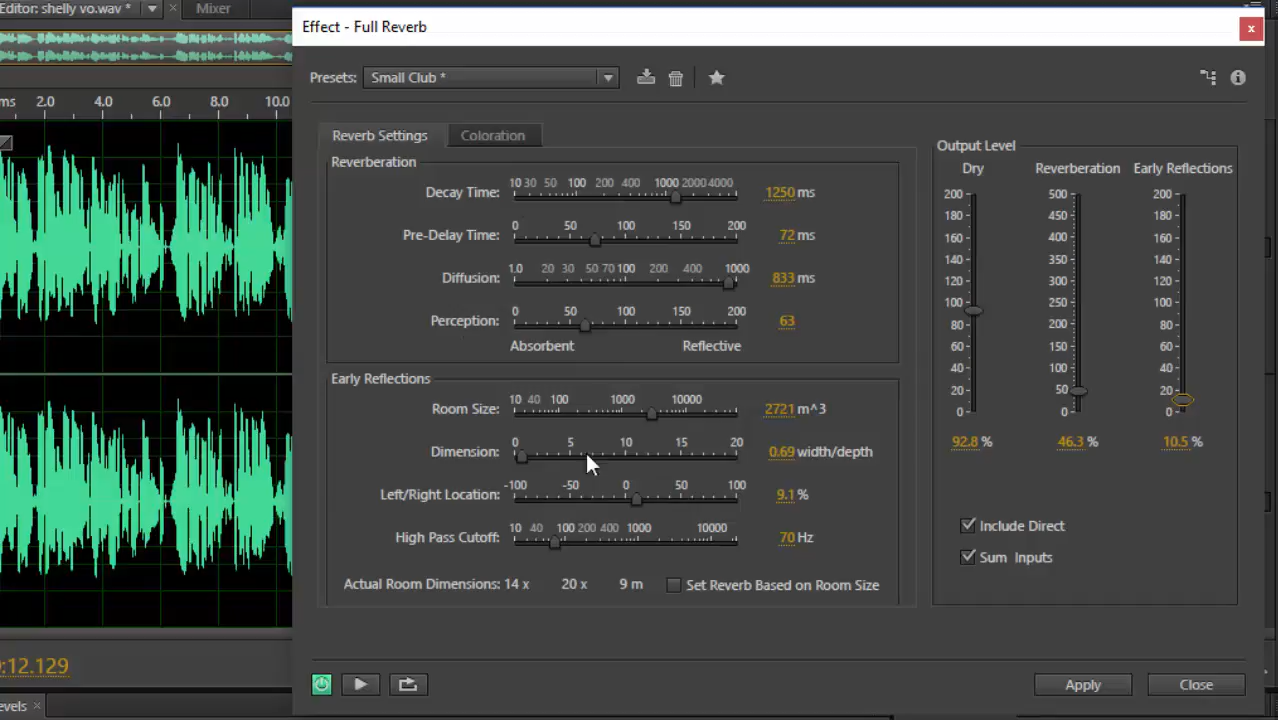 Editor: shelly vo.wav *
Mixer
Effect - Full Reverb
x
Presets: Small Club *
ms 2.0 4.0 6.0 8.0 10.0
Reverb Settings
Coloration
Reverberation
10 30 50 100 200 400 1000 2000 4000
Decay Time: 1250 ms
0 50 100 150 200
Pre-Delay Time: 72 ms
1.0 20 30 50 70 100 200 400 1000
Diffusion: 833 ms
0 50 100 150 200
Perception: 63
Absorbent Reflective
Early Reflections
10 40 100 1000 10000
Room Size: 2721 m^3
0 5 10 15 20
Dimension: 0.69 width/depth
-100 -50 0 50 100
Left/Right Location: 9.1 %
10 40 100 200 400 1000 10000
High Pass Cutoff: 70 Hz
Actual Room Dimensions: 14 x 20 x 9 m
Set Reverb Based on Room Size
Output Level
Dry Reverberation Early Reflections
200 500 200
180 450 180
160 400 160
140 350 140
120 300 120
100 250 100
80 200 80
60 150 60
40 100 40
20 50 20
0 0 0
92.8 % 46.3 % 10.5 %
Include Direct
Sum Inputs
:12.129
evels
Apply
Close